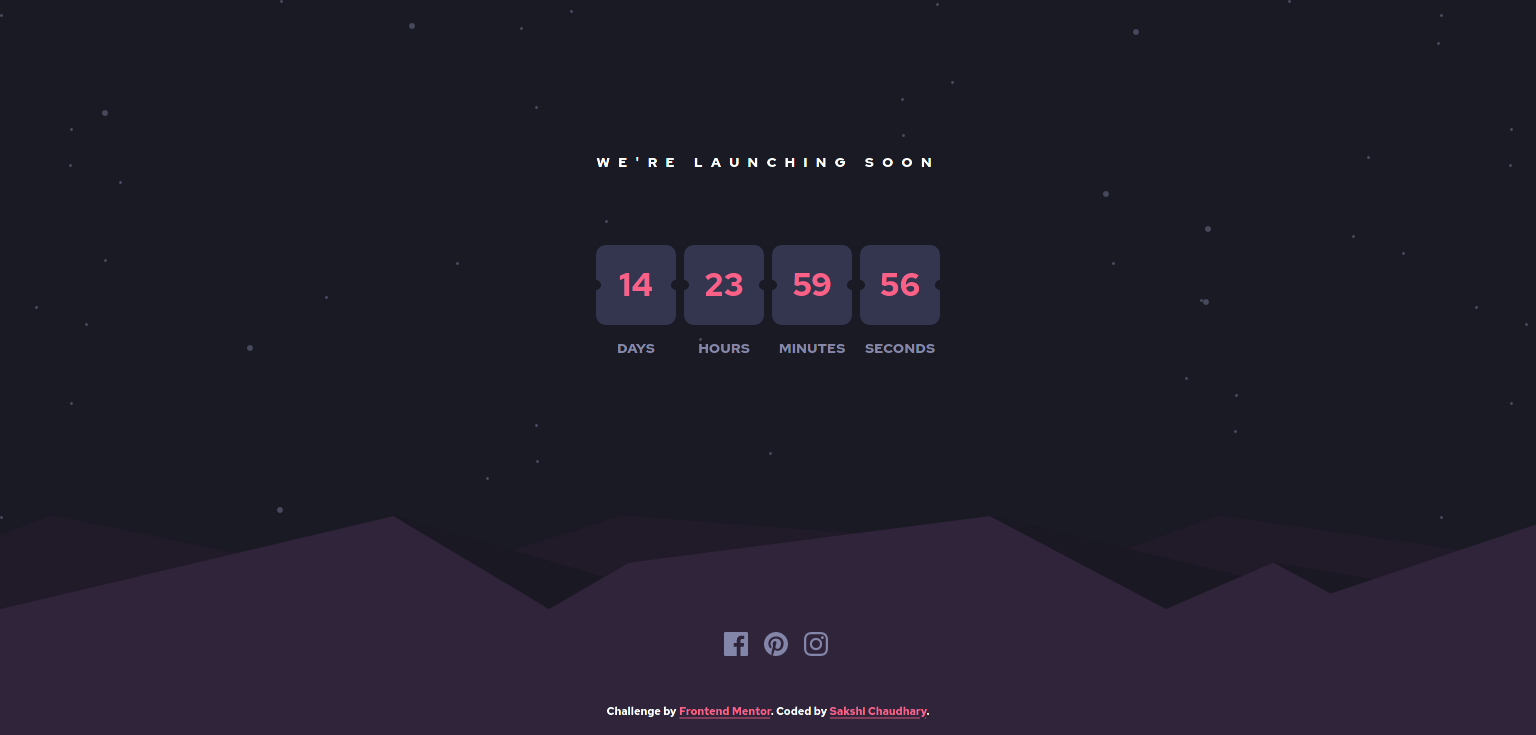 WE'RE LAUNCHING SOON
14 23 59 56
DAYS HOURS MINUTES SECONDS
Challenge by Frontend Mentor. Coded by Sakshi Chaudhary.